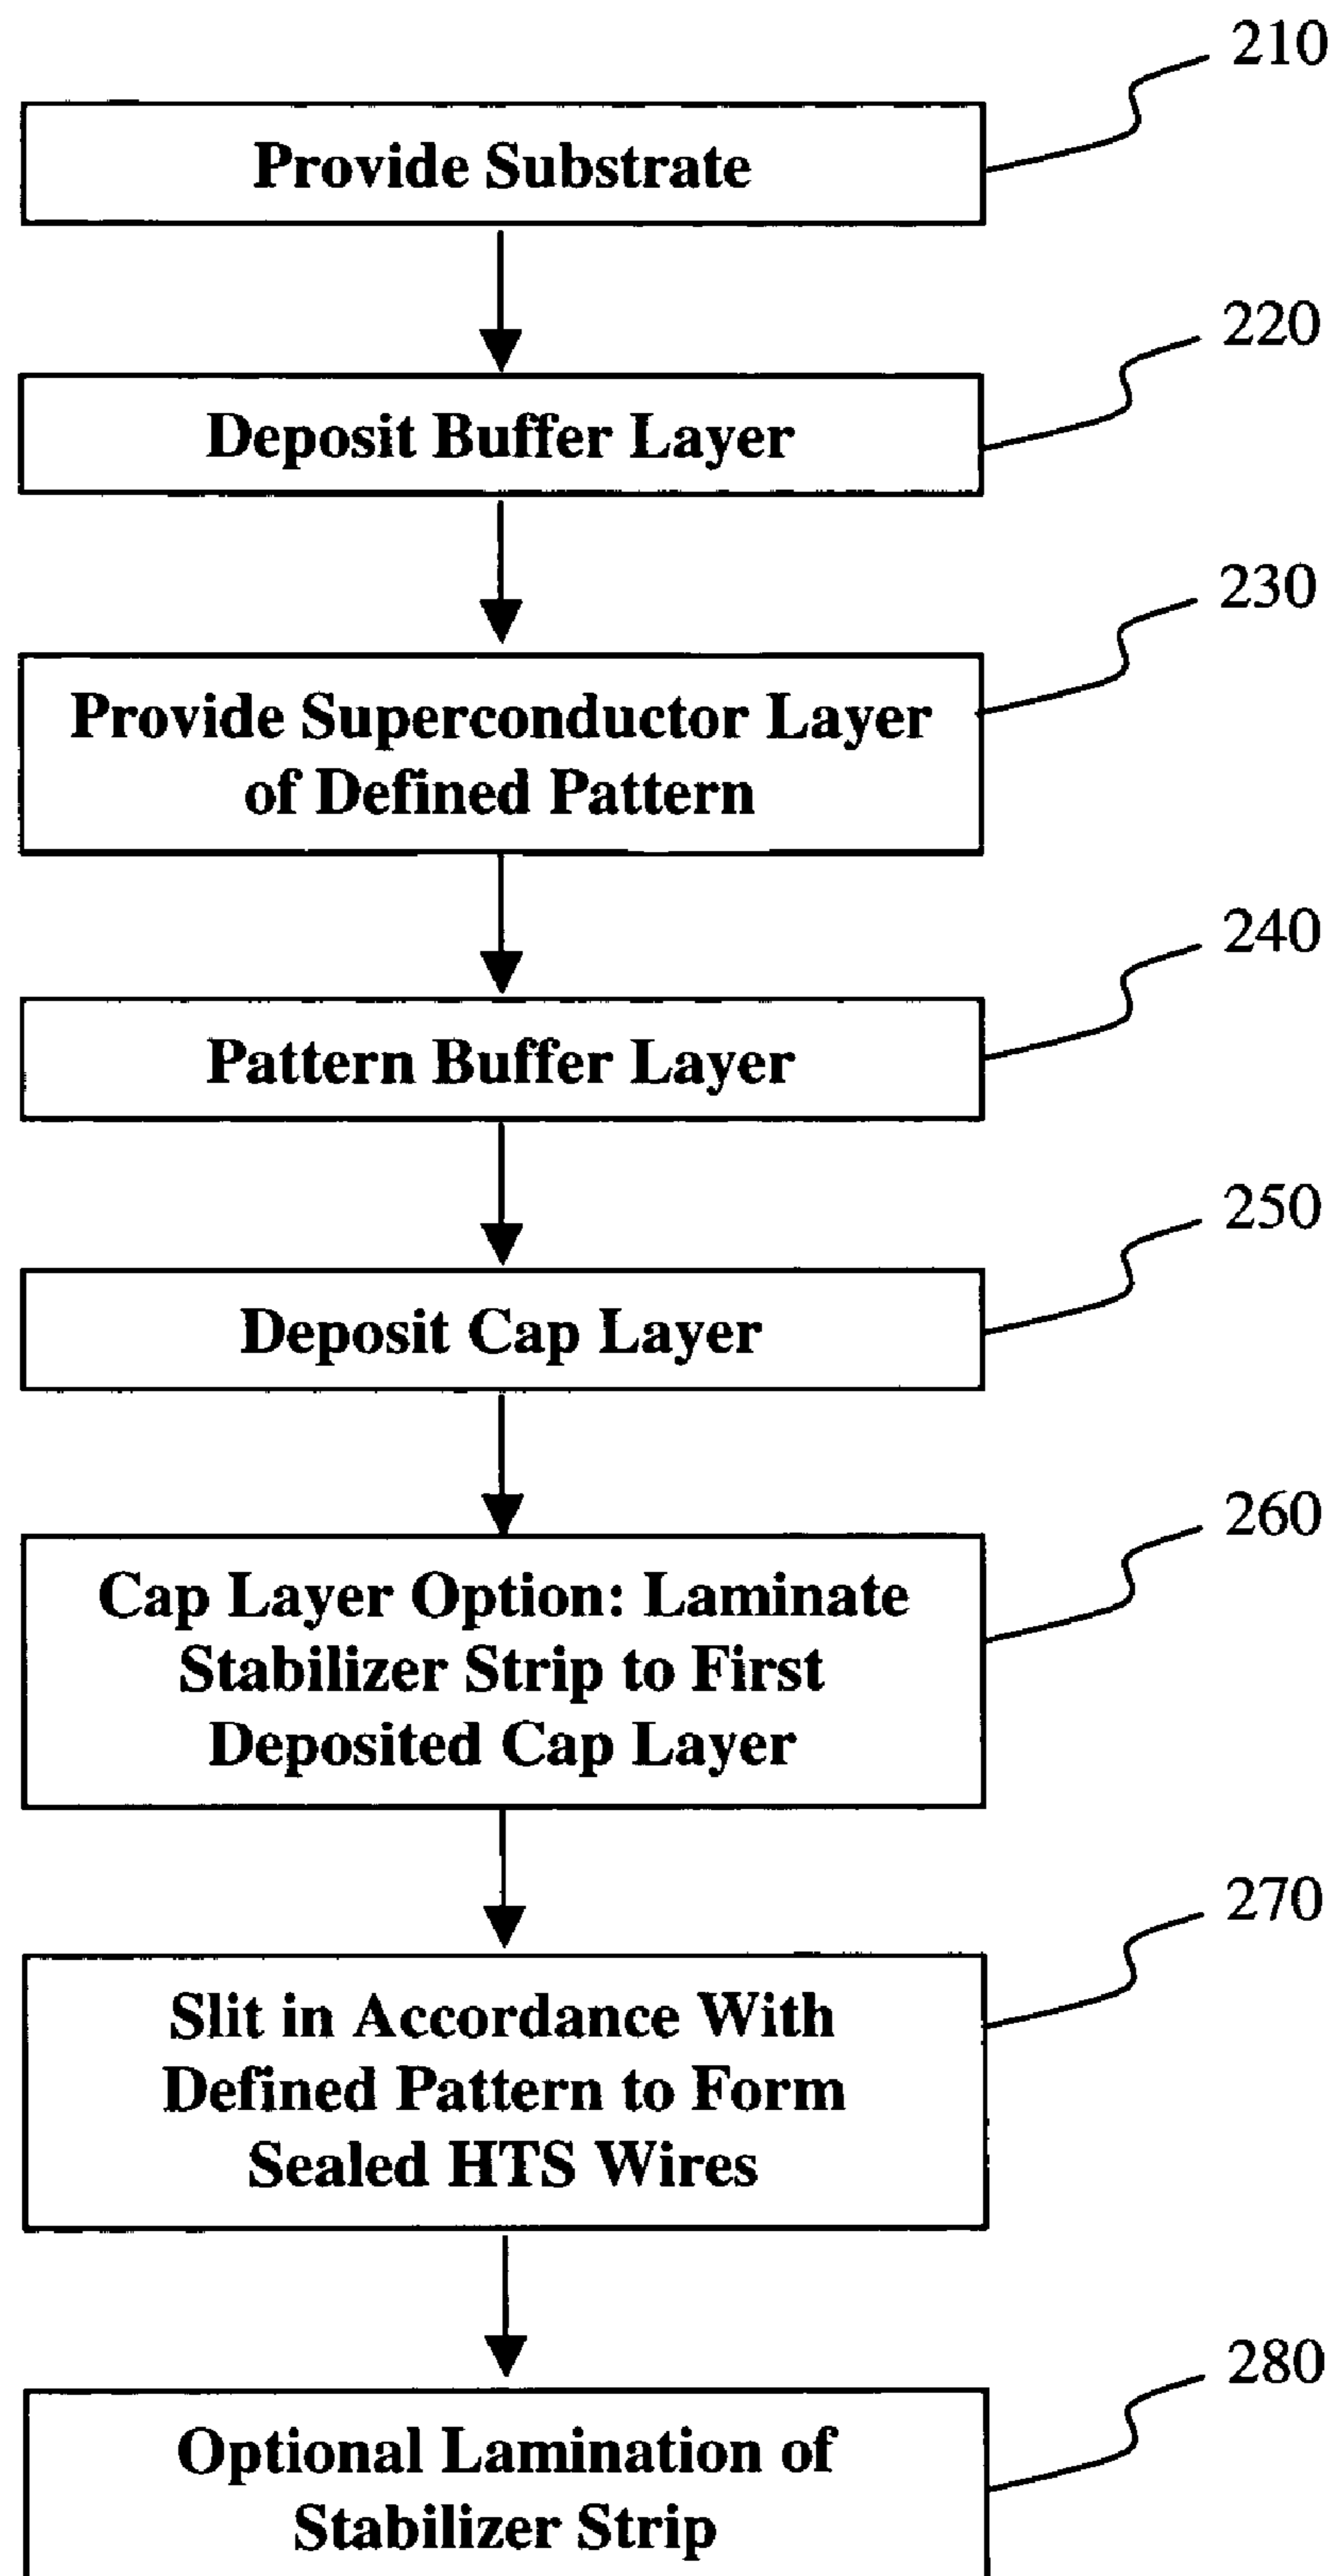 210
Provide Substrate
220
Deposit Buffer Layer
230
Provide Superconductor Layer
of Defined Pattern
240
Pattern Buffer Layer
250
Deposit Cap Layer
260
Cap Layer Option: Laminate
Stabilizer Strip to First
Deposited Cap Layer
270
Slit in Accordance With
Defined Pattern to Form
Sealed HTS Wires
280
Optional Lamination of
Stabilizer Strip